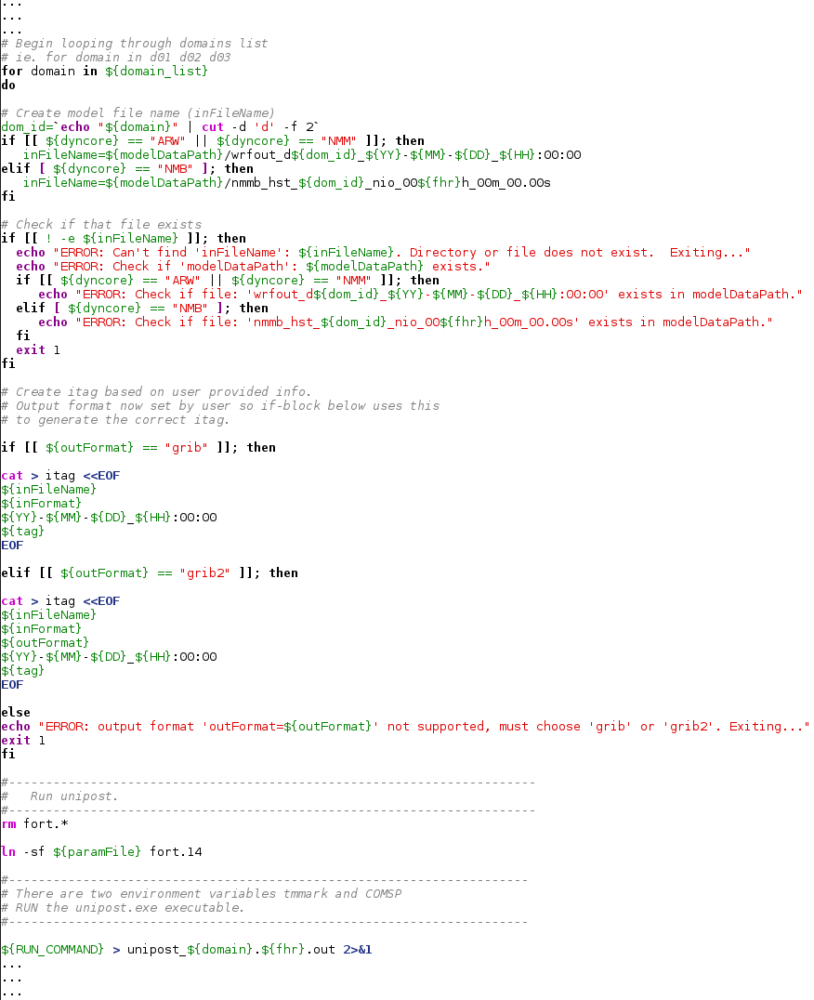 ...
...
...
# Begin looping through domains list
# ie. for domain in d01 d02 d03
for domain in ${domain_list}
do

# Create model file name (inFileName)
dom_id=`echo "${domain}" | cut -d 'd' -f 2`
if [[ ${dyncore} == "ARW" || ${dyncore} == "NMM" ]]; then
   inFileName=${modelDataPath}/wrfout_d${dom_id}_${YY}-${MM}-${DD}_${HH}:00:00
elif [ ${dyncore} == "NMB" ]; then
   inFileName=${modelDataPath}/nmmb_hst_${dom_id}_nio_00${fhr}h_00m_00.00s
fi

# Check if that file exists
if [[ ! -e ${inFileName} ]]; then
  echo "ERROR: Can't find 'inFileName': ${inFileName}. Directory or file does not exist.  Exiting..."
  echo "ERROR: Check if 'modelDataPath': ${modelDataPath} exists."
  if [[ ${dyncore} == "ARW" || ${dyncore} == "NMM" ]]; then
     echo "ERROR: Check if file: 'wrfout_d${dom_id}_${YY}-${MM}-${DD}_${HH}:00:00' exists in modelDataPath."
  elif [ ${dyncore} == "NMB" ]; then
     echo "ERROR: Check if file: 'nmmb_hst_${dom_id}_nio_00${fhr}h_00m_00.00s' exists in modelDataPath."
  fi
  exit 1
fi

# Create itag based on user provided info.
# Output format now set by user so if-block below uses this
# to generate the correct itag.

if [[ ${outFormat} == "grib" ]]; then

cat > itag <<EOF
${inFileName}
${inFormat}
${YY}-${MM}-${DD}_${HH}:00:00
${tag}
EOF

elif [[ ${outFormat} == "grib2" ]]; then

cat > itag <<EOF
${inFileName}
${inFormat}
${outFormat}
${YY}-${MM}-${DD}_${HH}:00:00
${tag}
EOF

else
echo "ERROR: output format 'outFormat=${outFormat}' not supported, must choose 'grib' or 'grib2'. Exiting..."
exit 1
fi

#-----------------------------------------------------------------------
#   Run unipost.
#-----------------------------------------------------------------------
rm fort.*

ln -sf ${paramFile} fort.14

#----------------------------------------------------------------------
# There are two environment variables tmmark and COMSP
# RUN the unipost.exe executable.
#----------------------------------------------------------------------

${RUN_COMMAND} > unipost_${domain}.${fhr}.out 2>&1
...
...
...